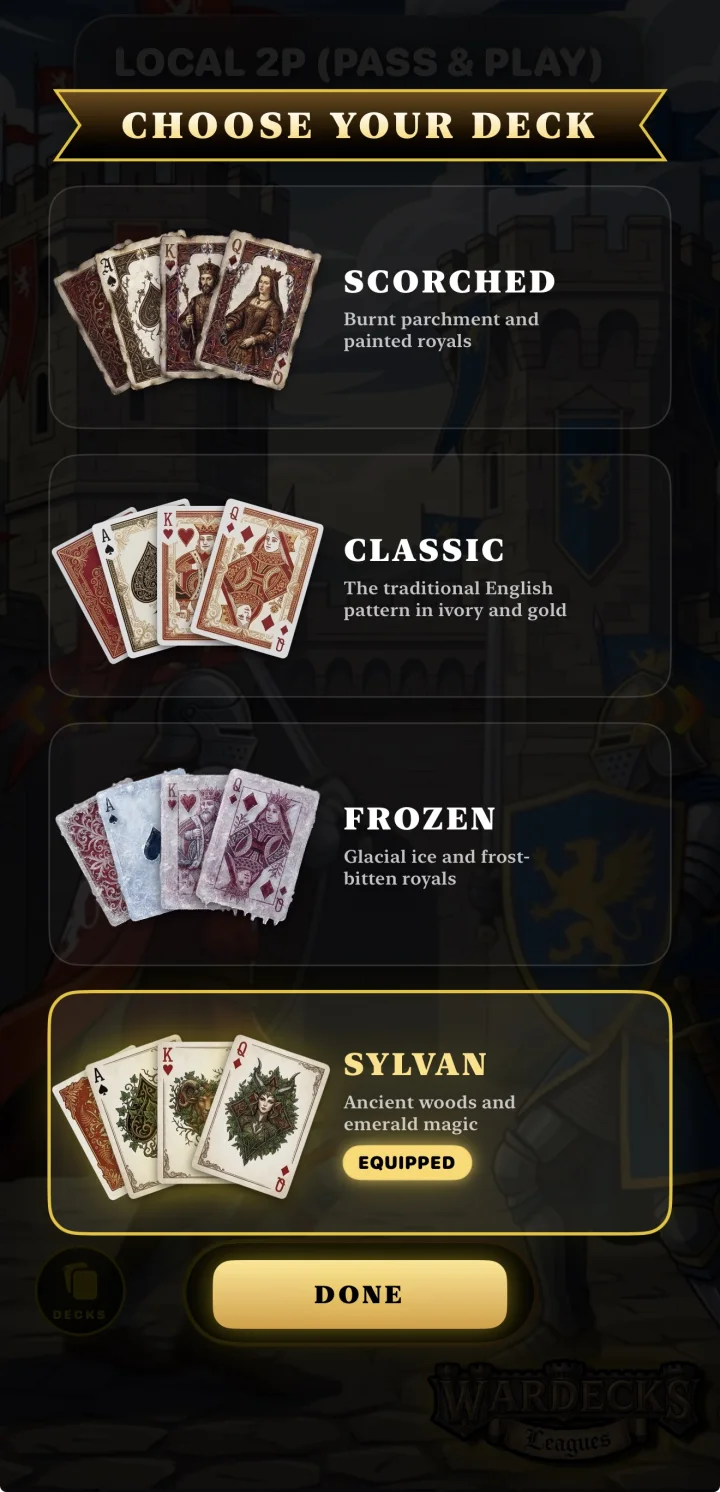 LOCAL 2P (PASS & PLAY)
CHOOSE YOUR DECK
A
K
Q
Q
SCORCHED
Burnt parchment and
painted royals
A
K
Q
Q
CLASSIC
The traditional English
pattern in ivory and gold
A
K
Q
Q
FROZEN
Glacial ice and frost-
bitten royals
A
K
Q
Q
SYLVAN
Ancient woods and
emerald magic
EQUIPPED
DECKS
DONE
WARDECKS
Leagues